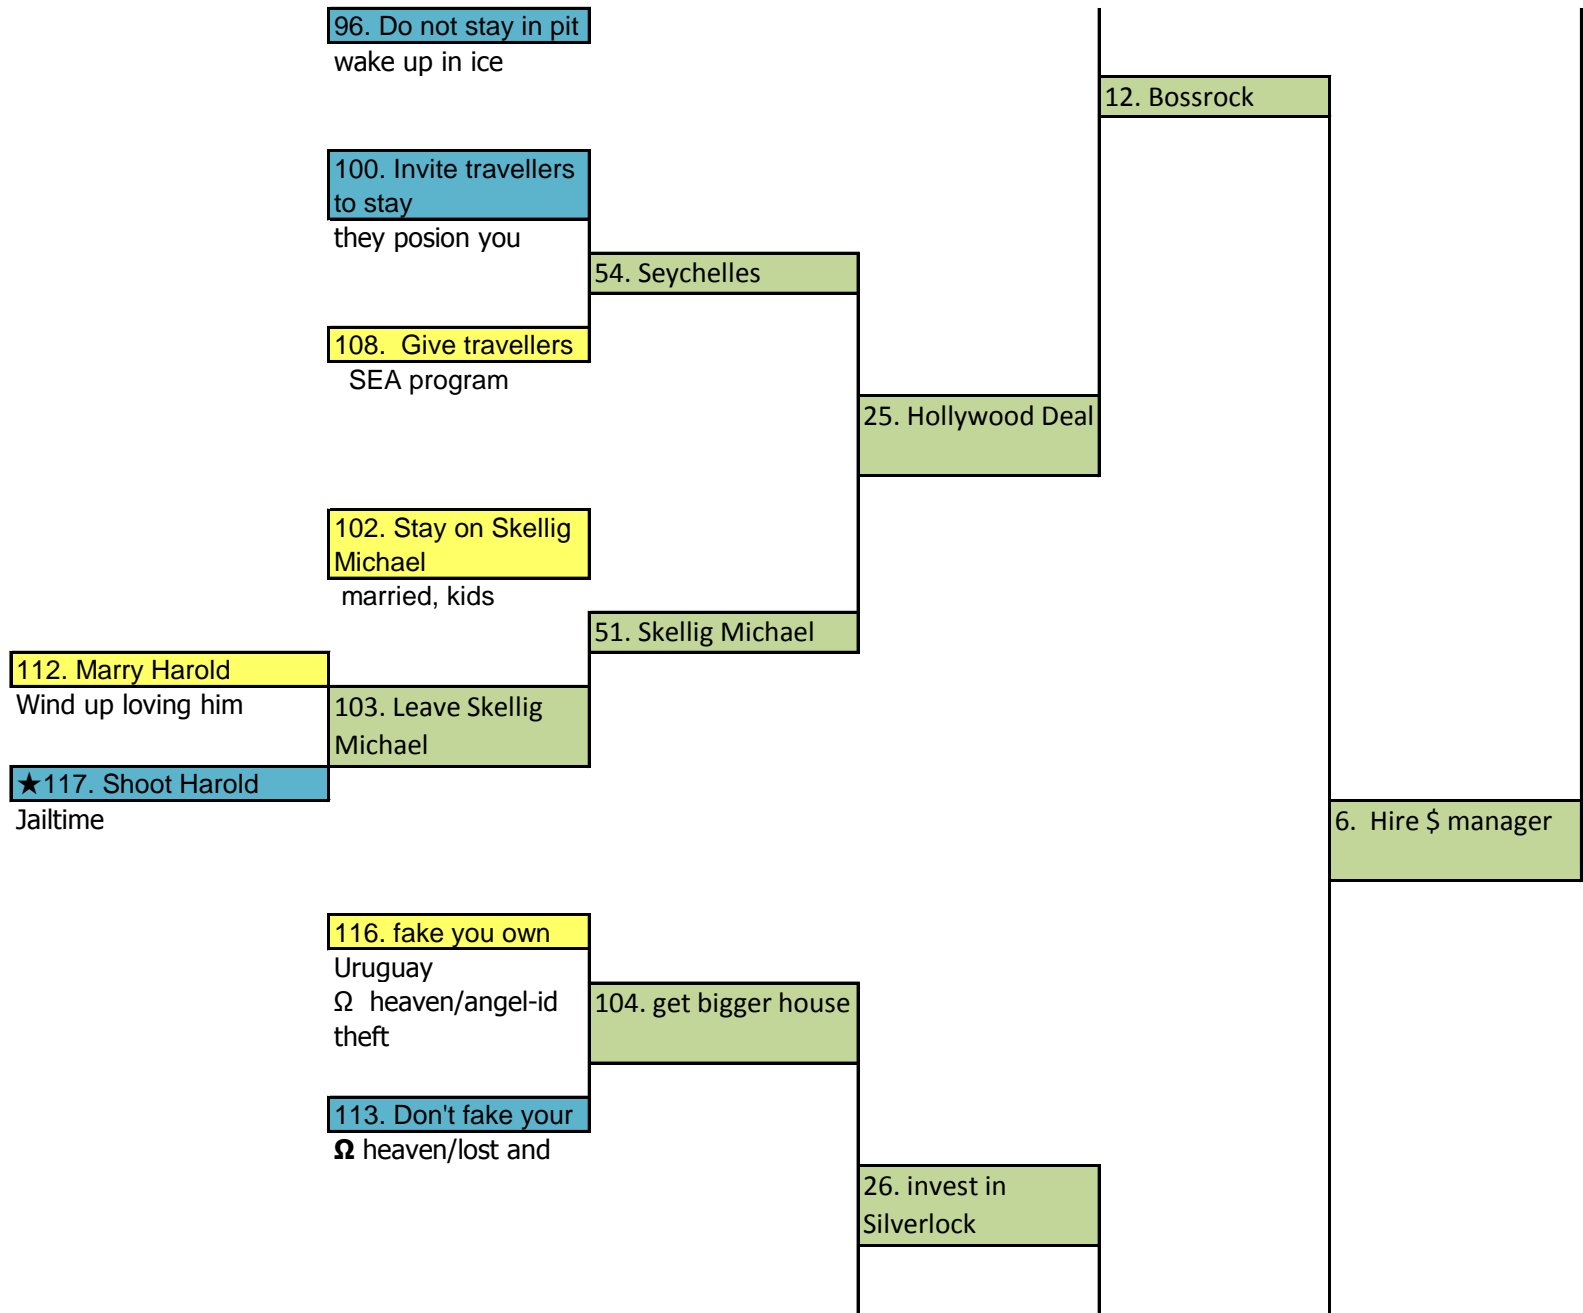 96. Do not stay in pit
wake up in ice
12. Bossrock
100. Invite travellers
to stay
they posion you
54. Seychelles
108.  Give travellers
SEA program
25. Hollywood Deal
102. Stay on Skellig
Michael
married, kids
51. Skellig Michael
112. Marry Harold
Wind up loving him
103. Leave Skellig
Michael
★117. Shoot Harold
Jailtime
6.  Hire $ manager
116. fake you own
Uruguay
Ω  heaven/angel-id
theft
104. get bigger house
113. Don't fake your
Ω heaven/lost and
26. invest in
Silverlock